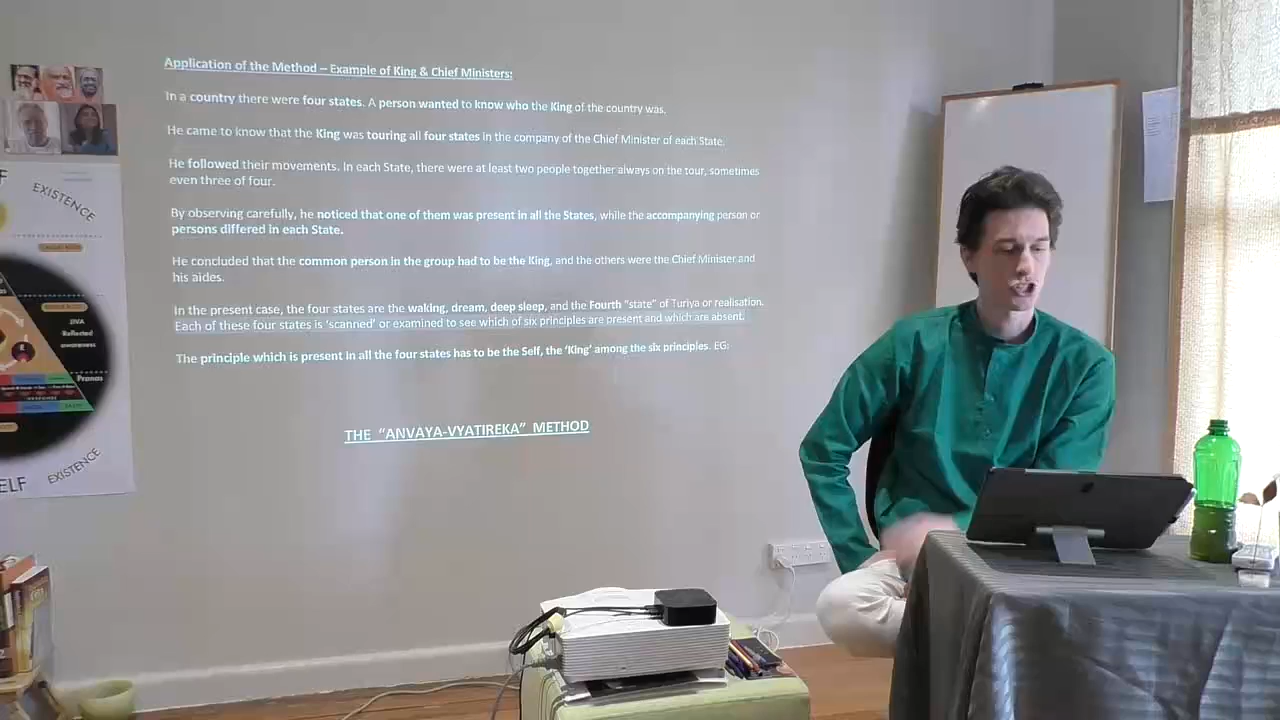 Application of the Method – Example of King & Chief Ministers:
In a country there were four states. A person wanted to know who the King of the country was.
He came to know that the King was touring all four states in the company of the Chief Minister of each State.
He followed their movements. In each State, there were at least two people together always on the tour, sometimes
even three of four.
By observing carefully, he noticed that one of them was present in all the States, while the accompanying person or
persons differed in each State.
He concluded that the common person in the group had to be the King, and the others were the Chief Minister and
his aides.
In the present case, the four states are the waking, dream, deep sleep, and the Fourth "state" of Turiya or realisation.
Each of these four states is 'scanned' or examined to see which of six principles are present and which are absent.
The principle which is present in all the four states has to be the Self, the 'King' among the six principles. EG:
THE "ANVAYA-VYATIREKA" METHOD
EXISTENCE
JIVA
Reflected
awareness
Pranas
EXISTENCE